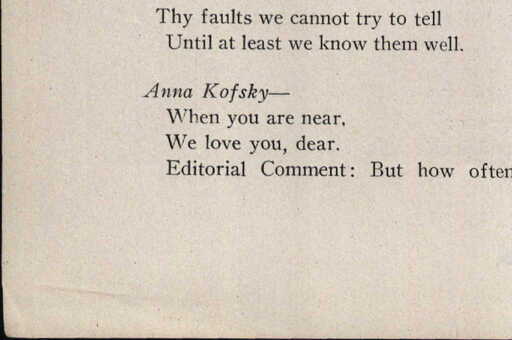 Thy faults we cannot try to tell
Until at least we know them well.
Anna Kofsky—
When you are near,
We love you, dear.
Editorial Comment: But how often